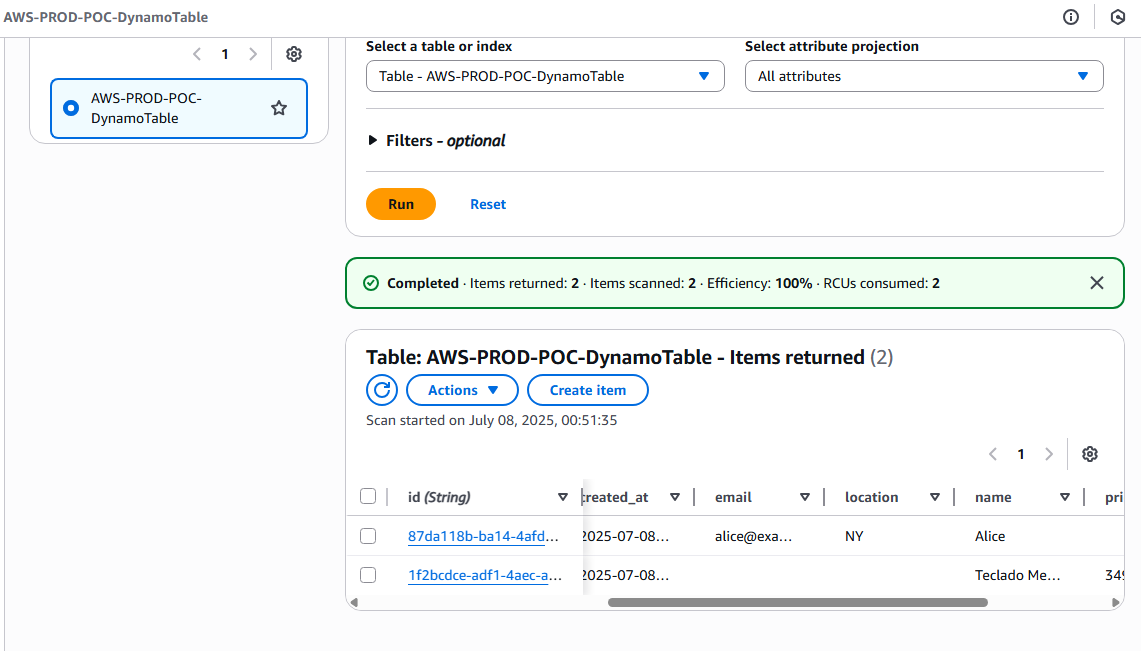 AWS-PROD-POC-DynamoTable
1
AWS-PROD-POC-
DynamoTable
Select a table or index
Select attribute projection
Table - AWS-PROD-POC-DynamoTable
All attributes
Filters - optional
Run
Reset
Completed · Items returned: 2 · Items scanned: 2 · Efficiency: 100% · RCUs consumed: 2
Table: AWS-PROD-POC-DynamoTable - Items returned (2)
Actions
Create item
Scan started on July 08, 2025, 00:51:35
1
id (String) created_at email location name pri
87da118b-ba14-4afd... 2025-07-08... alice@exa... NY Alice
1f2bcdce-adf1-4aec-a... 2025-07-08... Teclado Me... 349